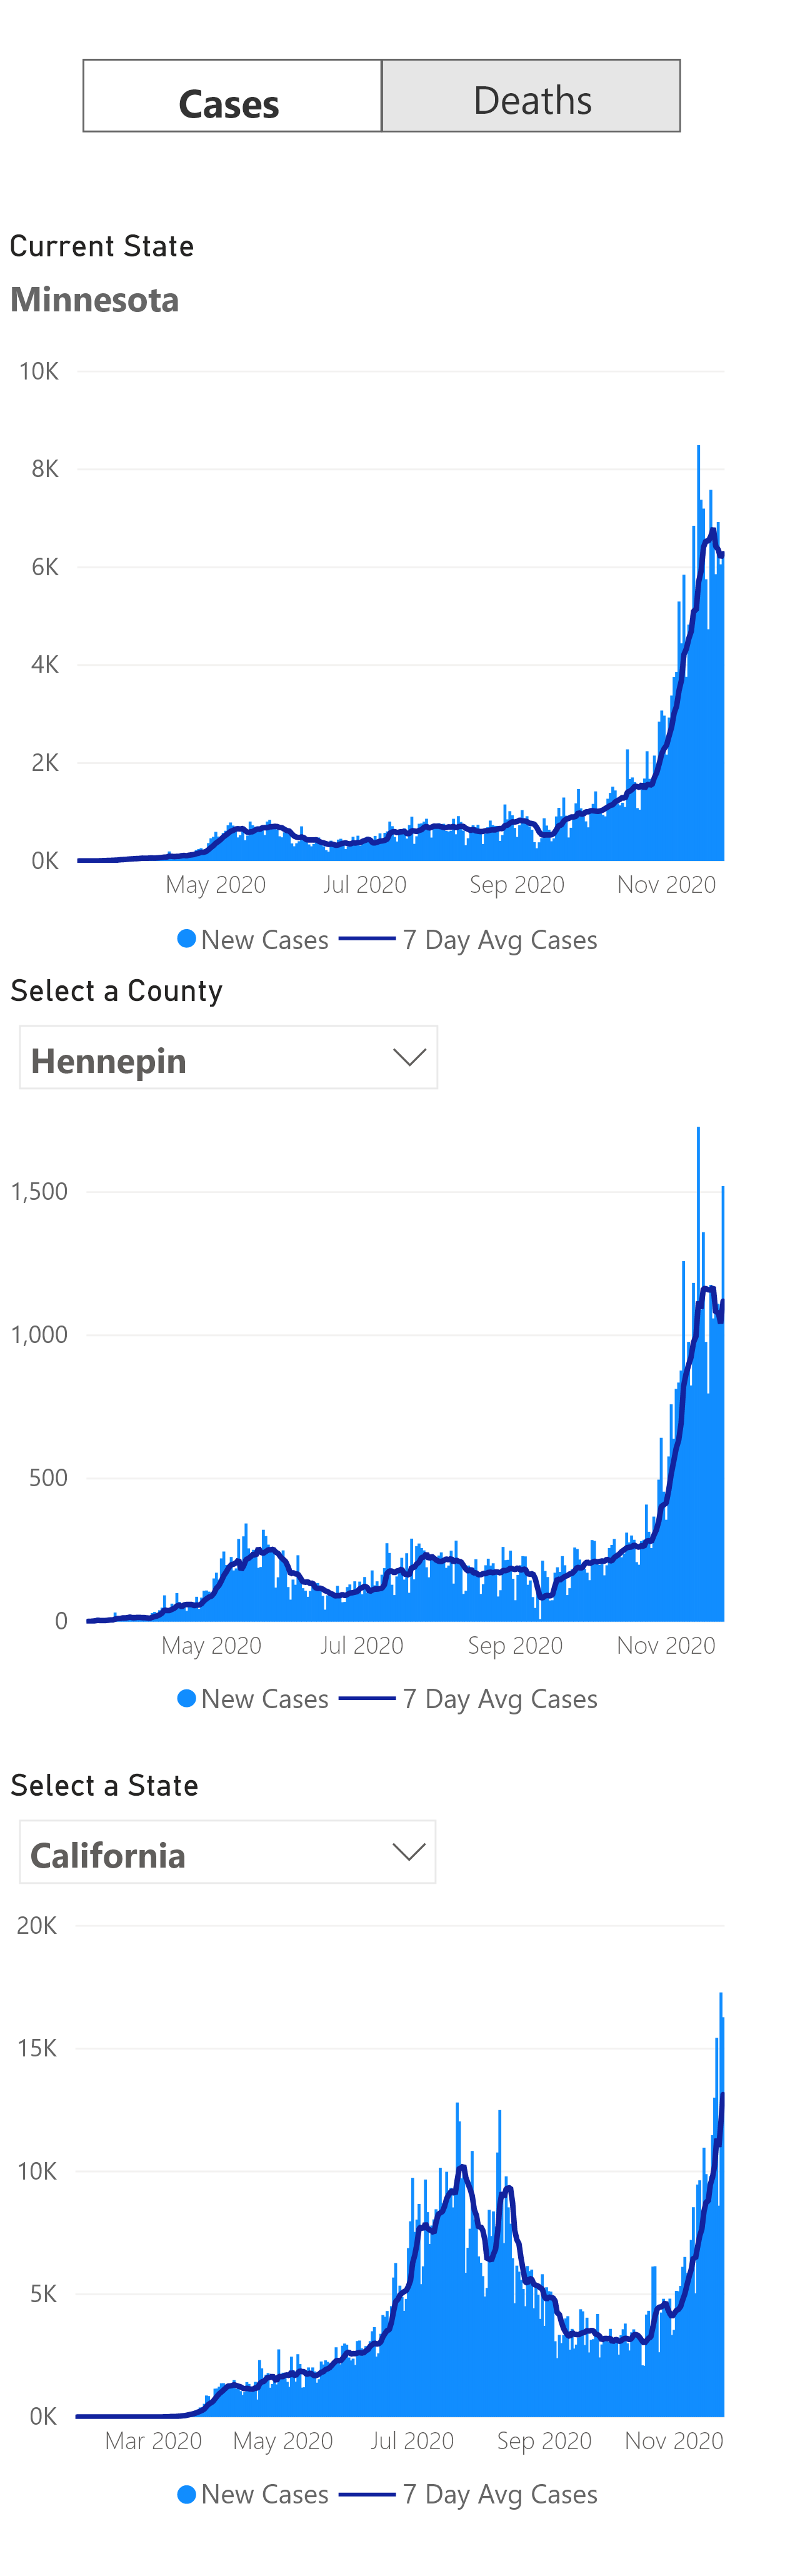 Cases Deaths
Current State
Minnesota
10K
8K
6K
4K
2K
0K
May 2020 Jul 2020 Sep 2020 Nov 2020
New Cases 7 Day Avg Cases
Select a County
Hennepin
1,500
1,000
500
0
May 2020 Jul 2020 Sep 2020 Nov 2020
New Cases 7 Day Avg Cases
Select a State
California
20K
15K
10K
5K
0K
Mar 2020 May 2020 Jul 2020 Sep 2020 Nov 2020
New Cases 7 Day Avg Cases